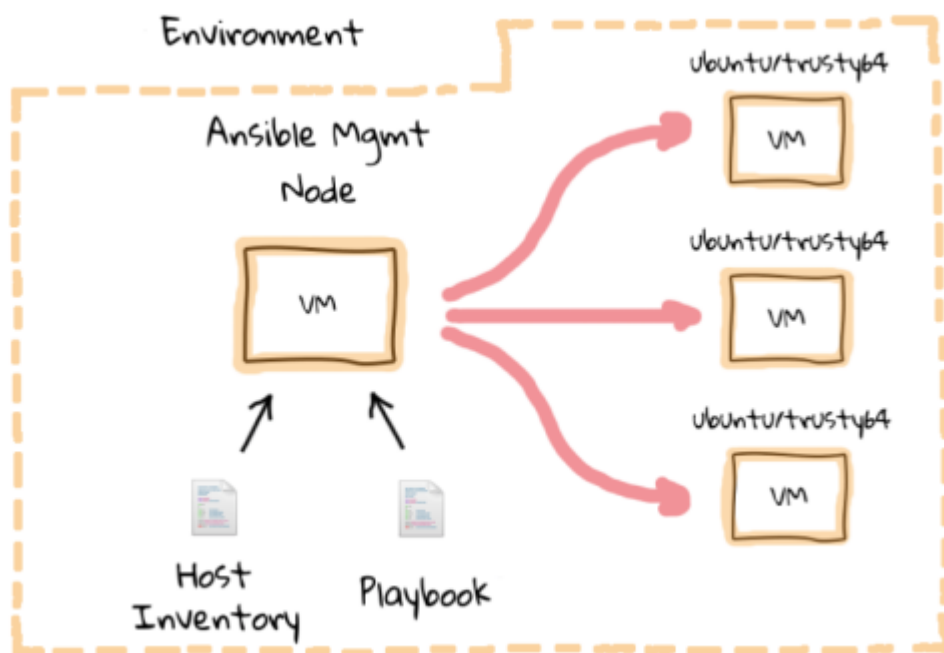 Environment
Ansible Mgmt
Node
VM
Host
Inventory
Playbook
ubuntu/trusty64
VM
ubuntu/trusty64
VM
ubuntu/trusty64
VM